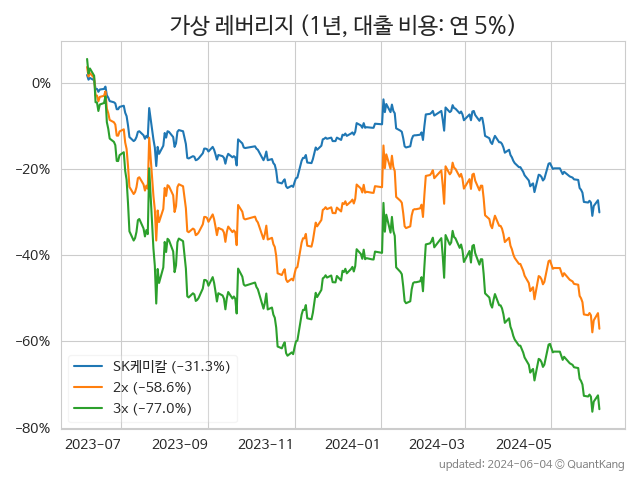 가상 레버리지 (1년, 대출 비용: 연 5%)
0%
−20%
−40%
−60%
−80%
SK케미칼 (−31.3%)
2x (−58.6%)
3x (−77.0%)
2023−07 2023−09 2023−11 2024−01 2024−03 2024−05
updated: 2024−06−04 © QuantKang